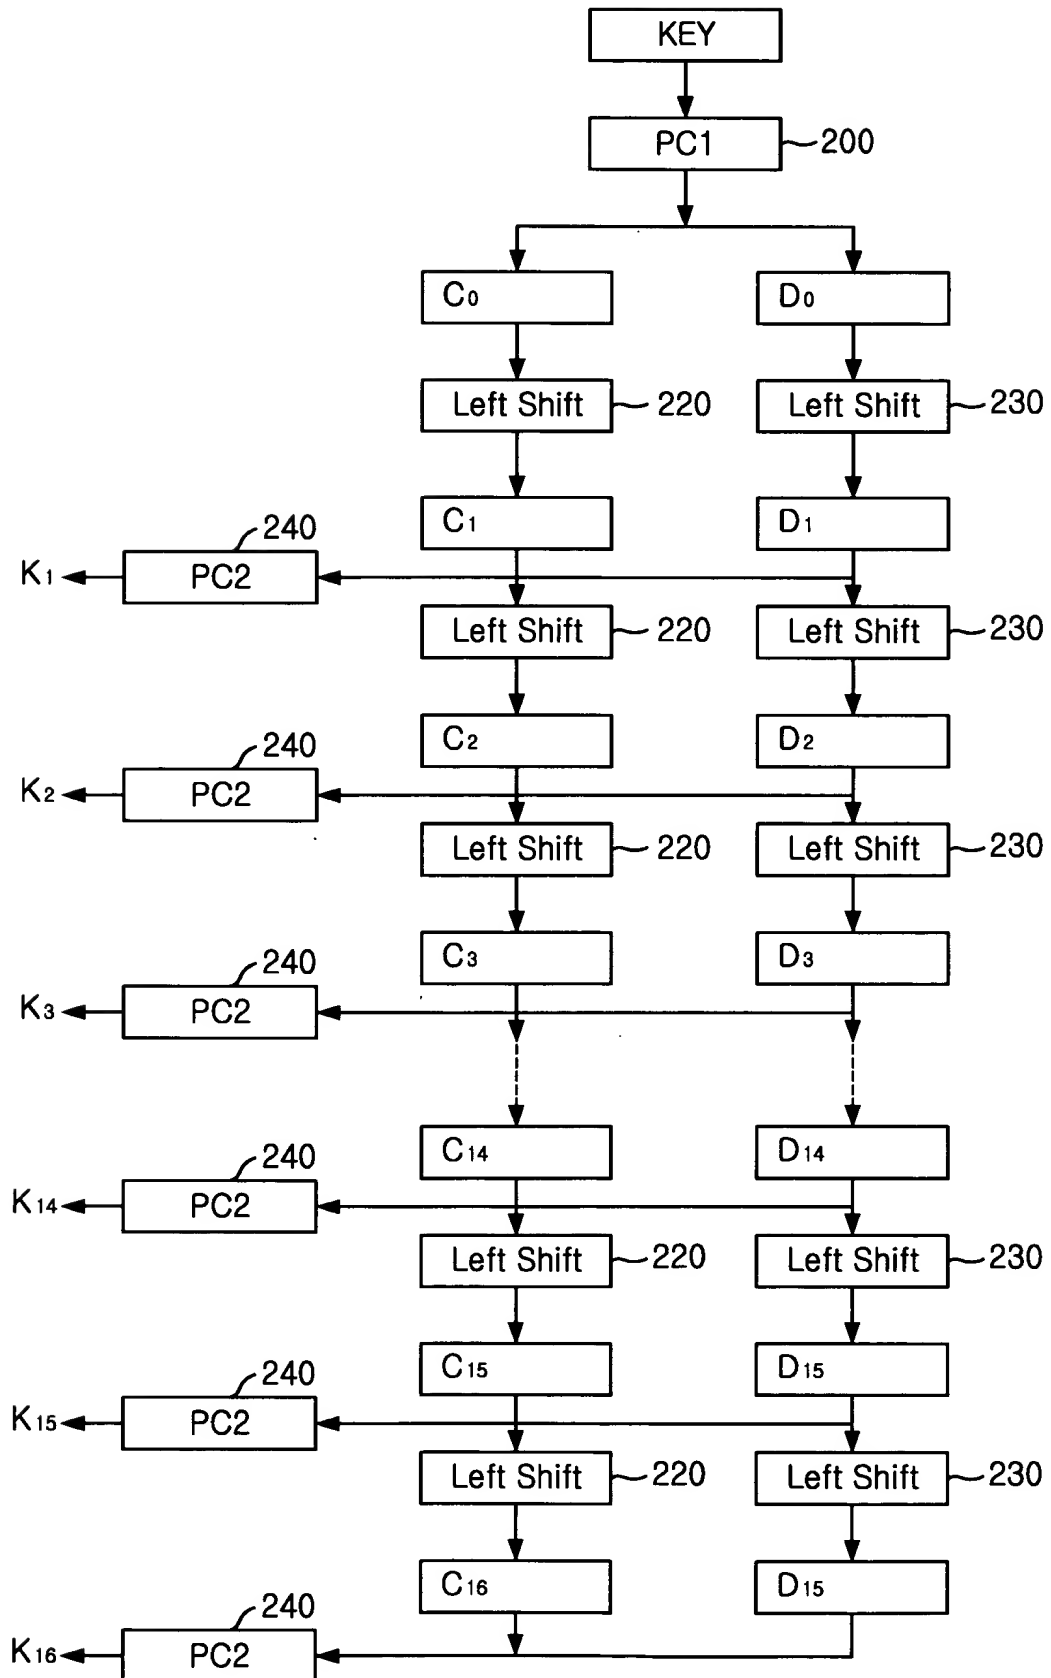 KEY
PC1 200
C0 D0
Left Shift 220 Left Shift 230
C1 D1
240
K1 PC2
Left Shift 220 Left Shift 230
C2 D2
240
K2 PC2
Left Shift 220 Left Shift 230
C3 D3
240
K3 PC2
C14 D14
240
K14 PC2
Left Shift 220 Left Shift 230
C15 D15
240
K15 PC2
Left Shift 220 Left Shift 230
C16 D15
240
K16 PC2